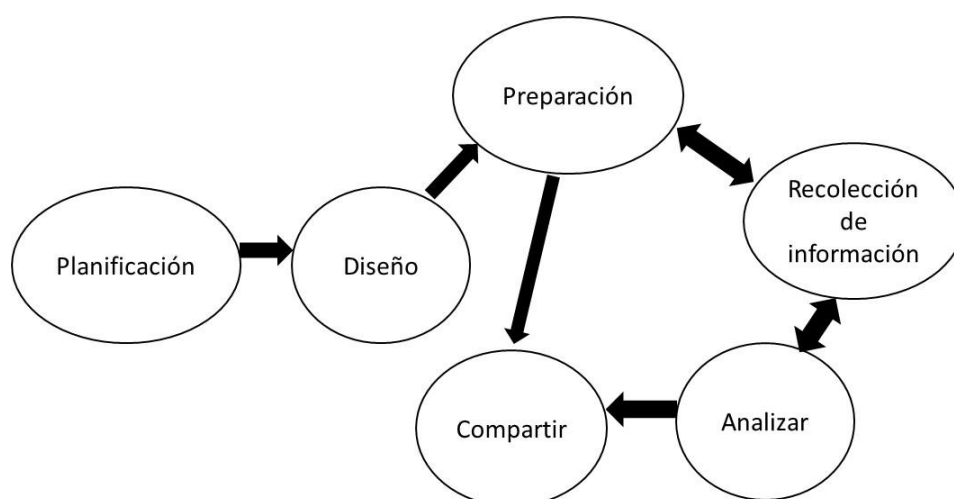 Preparación
Recolección
de
información
Planificación
Diseño
Compartir
Analizar